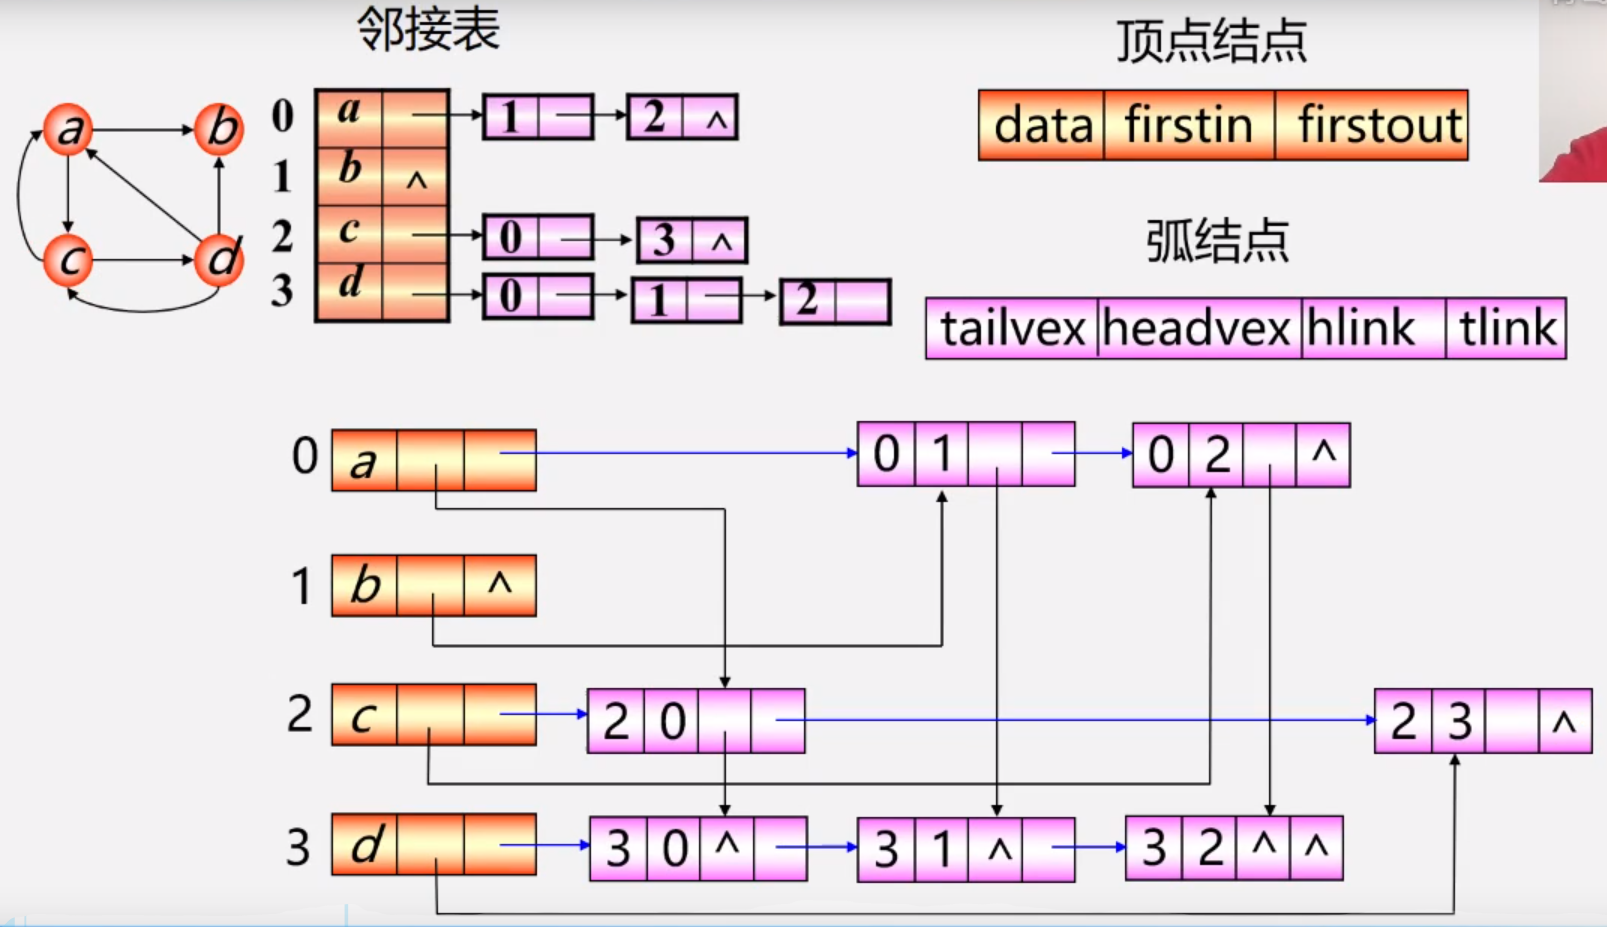 邻接表
顶点结点
a b
c d
0 a 1 2 ^
1 b ^
2 c 0 3 ^
3 d 0 1 2
data firstin firstout
弧结点
tailvex headvex hlink tlink
0 a 0 1 0 2 ^
1 b ^
2 c 2 0 2 3 ^
3 d 3 0 ^ 3 1 ^ 3 2 ^ ^